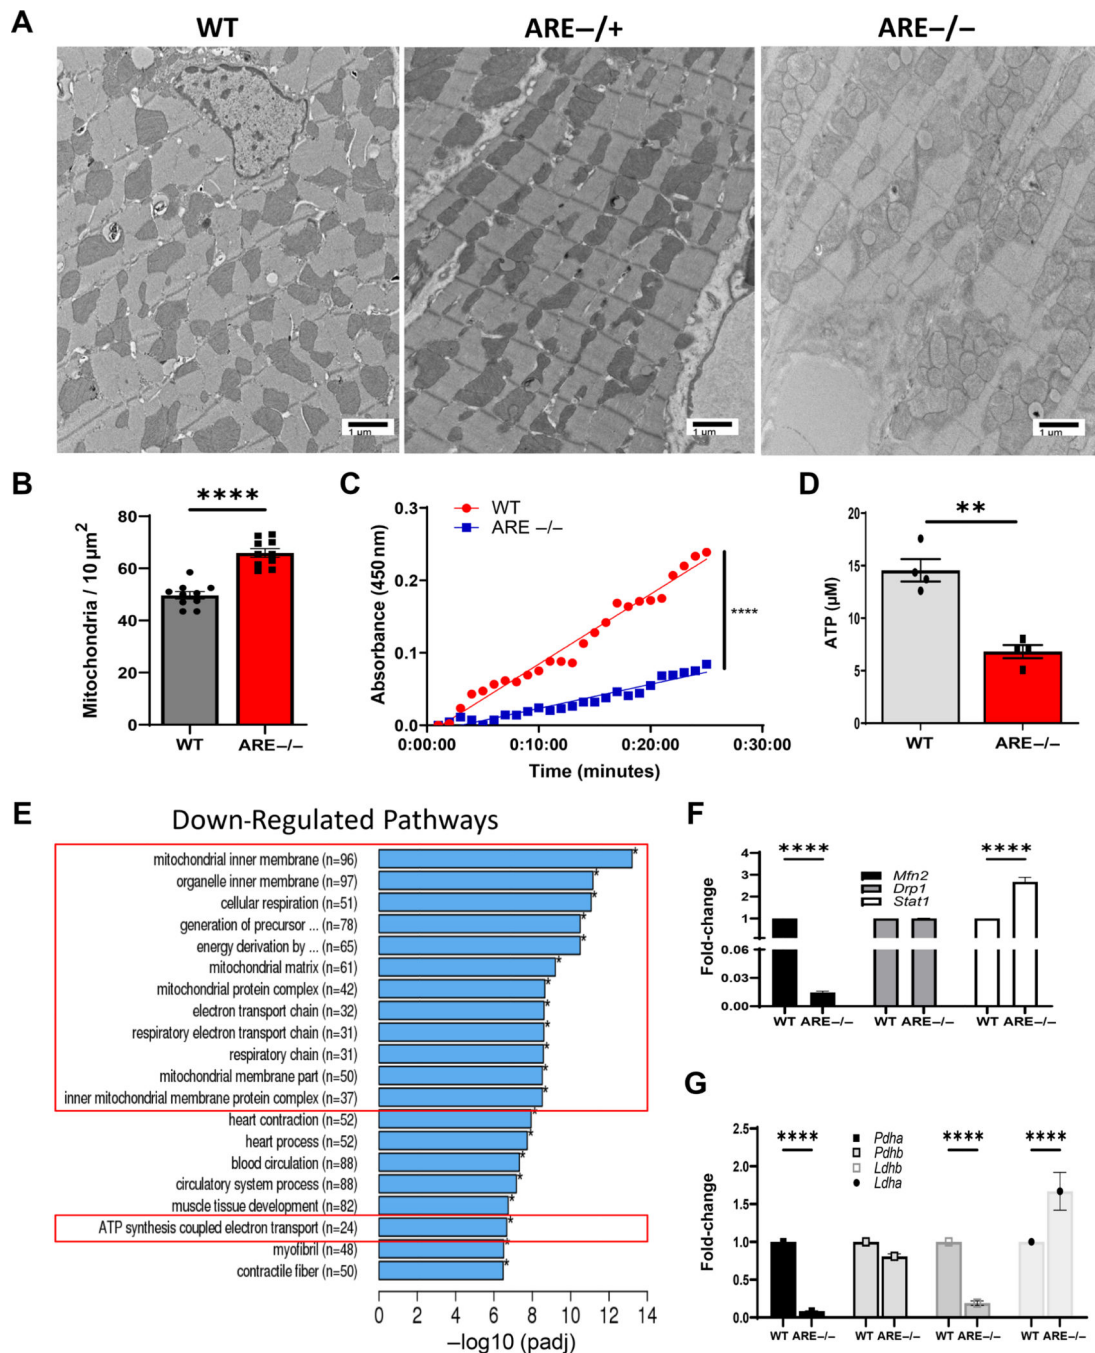 A
WT
ARE–/+
ARE–/–
1 µm
1 µm
1 µm
B
****
Mitochondria / 10 µm²
80
60
40
20
0
WT
ARE–/–
C
WT
ARE –/–
Absorbance (450 nm)
0.3
0.2
0.1
0.0
****
0:00:00
0:10:00
0:20:00
0:30:00
Time (minutes)
D
**
ATP (µM)
20
15
10
5
0
WT
ARE–/–
E
Down-Regulated Pathways
mitochondrial inner membrane (n=96)
organelle inner membrane (n=97)
cellular respiration (n=51)
generation of precursor ... (n=78)
energy derivation by ... (n=65)
mitochondrial matrix (n=61)
mitochondrial protein complex (n=42)
electron transport chain (n=32)
respiratory electron transport chain (n=31)
respiratory chain (n=31)
mitochondrial membrane part (n=50)
inner mitochondrial membrane protein complex (n=37)
heart contraction (n=52)
heart process (n=52)
blood circulation (n=88)
circulatory system process (n=88)
muscle tissue development (n=82)
ATP synthesis coupled electron transport (n=24)
myofibril (n=48)
contractile fiber (n=50)
0 2 4 6 8 10 12 14
–log10 (padj)
F
****
****
Mfn2
Drp1
Stat1
Fold-change
4
3
2
1
0.06
0.03
0.00
WT ARE–/– WT ARE–/– WT ARE–/–
G
****
****
****
Pdha
Pdhb
Ldhb
Ldha
Fold-change
2.5
2.0
1.5
1.0
0.5
0.0
WT ARE–/– WT ARE–/– WT ARE–/– WT ARE–/–